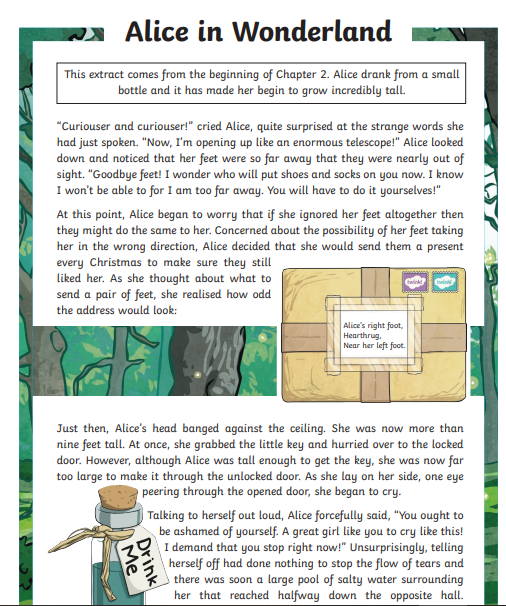 Alice in Wonderland
This extract comes from the beginning of Chapter 2. Alice drank from a small
bottle and it has made her begin to grow incredibly tall.
“Curiouser and curiouser!” cried Alice, quite surprised at the strange words she
had just spoken. “Now, I’m opening up like an enormous telescope!” Alice looked
down and noticed that her feet were so far away that they were nearly out of
sight. “Goodbye feet! I wonder who will put shoes and socks on you now. I know
I won’t be able to for I am too far away. You will have to do it yourselves!”
At this point, Alice began to worry that if she ignored her feet altogether then
they might do the same to her. Concerned about the possibility of her feet taking
her in the wrong direction, Alice decided that she would send them a present
every Christmas to make sure they still
liked her. As she thought about what to
send a pair of feet, she realised how odd
the address would look:
twinkl
twinkl
Alice’s right foot,
Hearthrug,
Near her left foot.
Just then, Alice’s head banged against the ceiling. She was now more than
nine feet tall. At once, she grabbed the little key and hurried over to the locked
door. However, although Alice was tall enough to get the key, she was now far
too large to make it through the unlocked door. As she lay on her side, one eye
peering through the opened door, she began to cry.
Talking to herself out loud, Alice forcefully said, “You ought to
be ashamed of yourself. A great girl like you to cry like this!
I demand that you stop right now!” Unsurprisingly, telling
herself off had done nothing to stop the flow of tears and
there was soon a large pool of salty water surrounding
her that reached halfway down the opposite hall.
Drink
Me